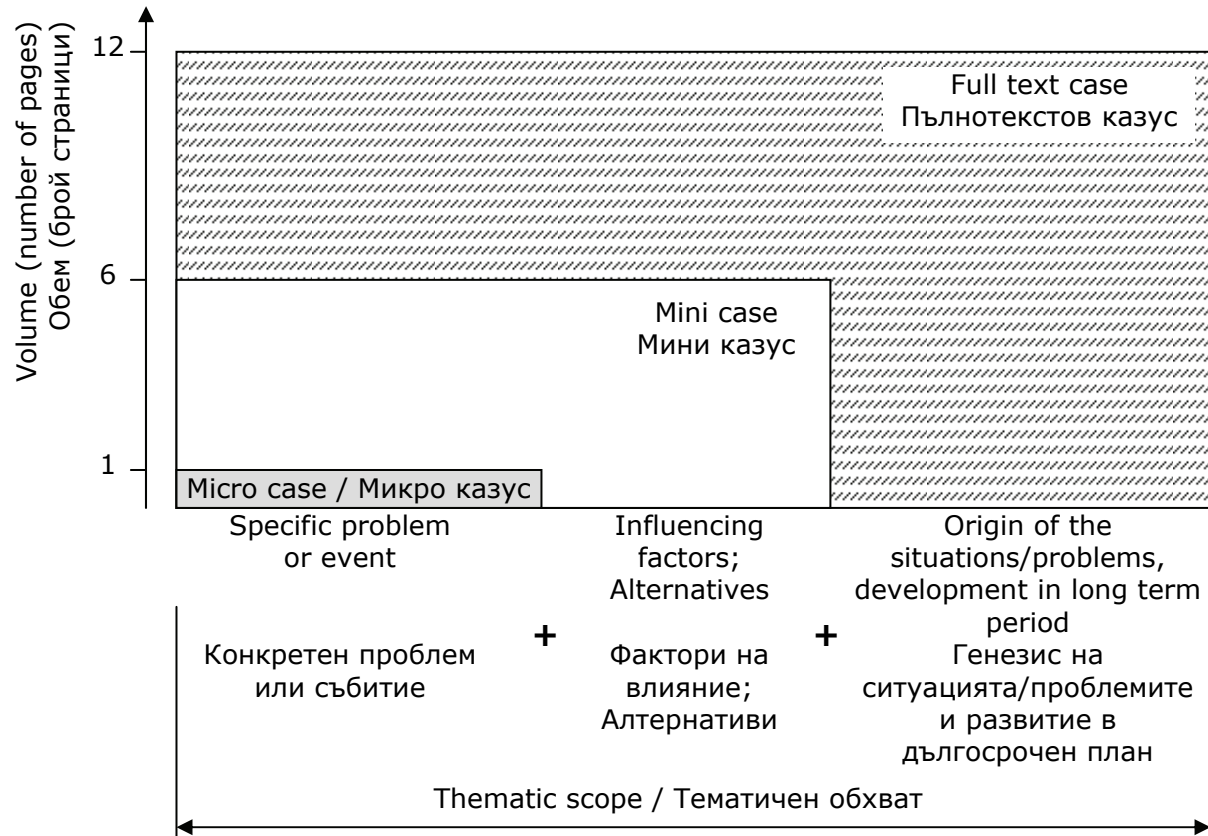 Volume (number of pages)
Обем (брой страници)
12
6
1
Full text case
Пълнотекстов казус
Mini case
Мини казус
Micro case / Микро казус
Specific problem
or event
Конкретен проблем
или събитие
+
Influencing
factors;
Alternatives
Фактори на
влияние;
Алтернативи
+
Origin of the
situations/problems,
development in long term
period
Генезис на
ситуацията/проблемите
и развитие в
дългосрочен план
Thematic scope / Тематичен обхват